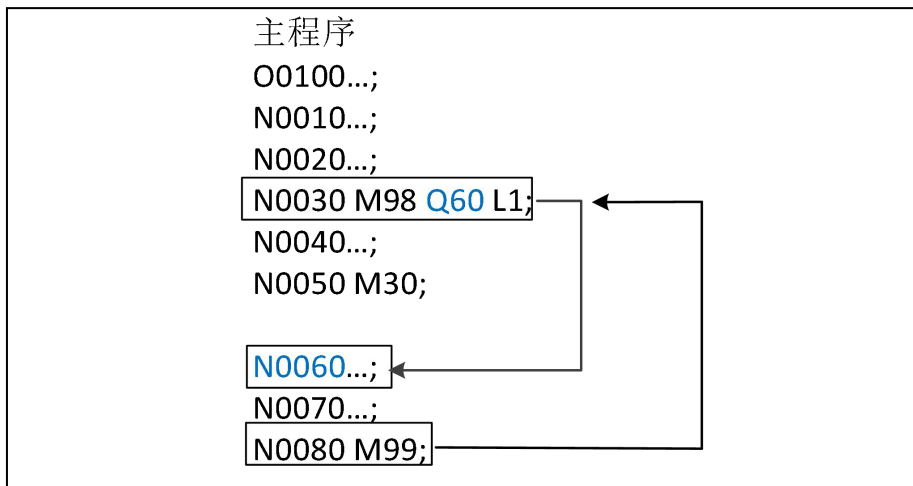 主程序
O0100...;
N0010...;
N0020...;
N0030 M98 Q60 L1;
N0040...;
N0050 M30;
N0060...;
N0070...;
N0080 M99;